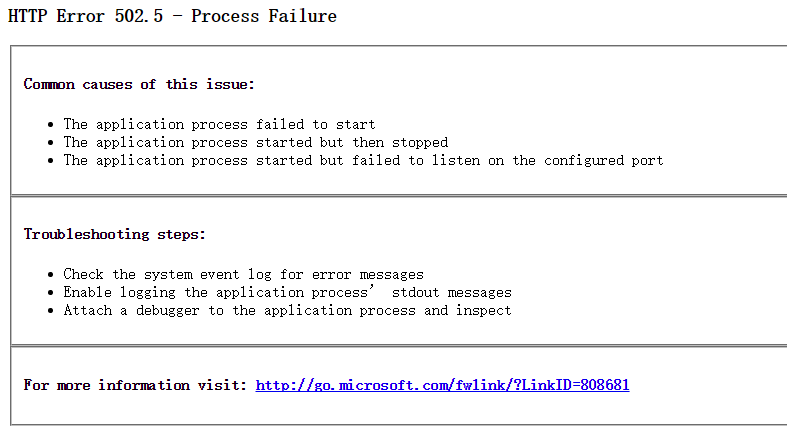 HTTP Error 502.5 - Process Failure
Common causes of this issue:
• The application process failed to start
• The application process started but then stopped
• The application process started but failed to listen on the configured port
Troubleshooting steps:
• Check the system event log for error messages
• Enable logging the application process’ stdout messages
• Attach a debugger to the application process and inspect
For more information visit: http://go.microsoft.com/fwlink/?LinkID=808681